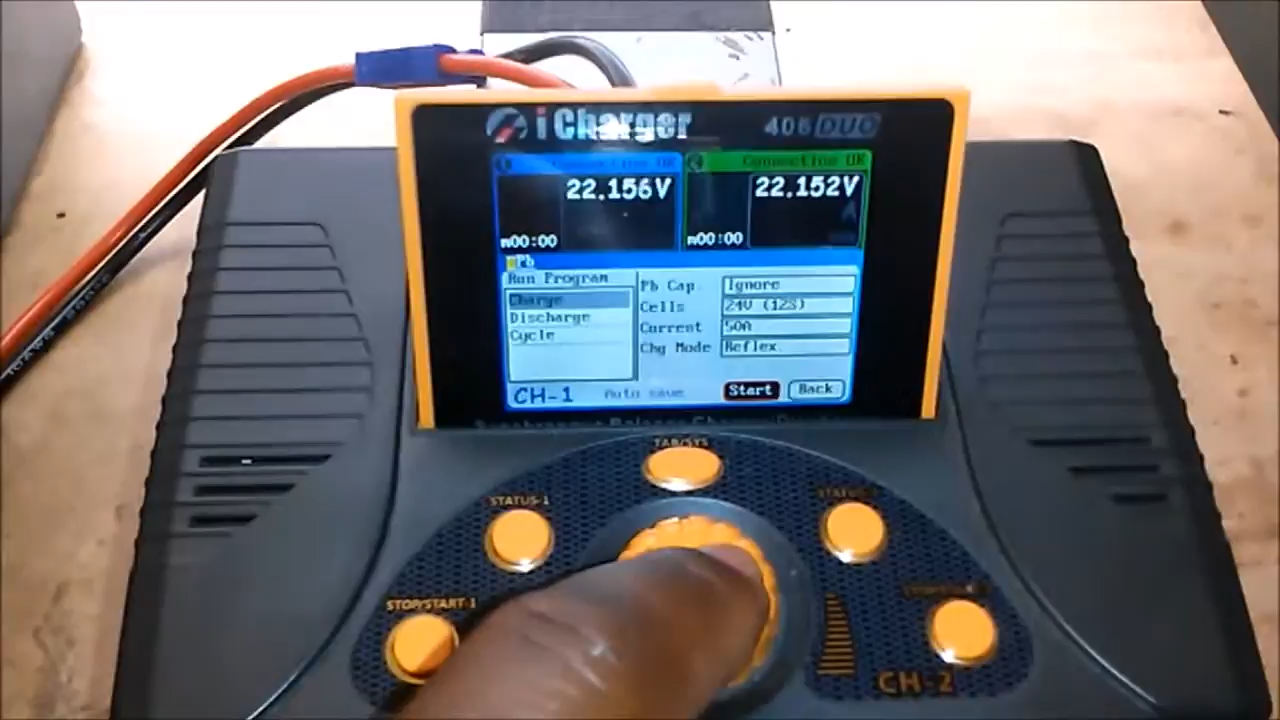 iCharger
406 DUO
Connection OK
Connection OK
22.156V
22.152V
m00:00
m00:00
Pb
Run Program
Charge
Discharge
Cycle
Pb Cap. Ignore
Cells 24V (12S)
Current 50A
Chg Mode Reflex
CH-1
Auto save
Start
Back
TAB/SYS
STATUS-1
STOP/START-1
CH-2